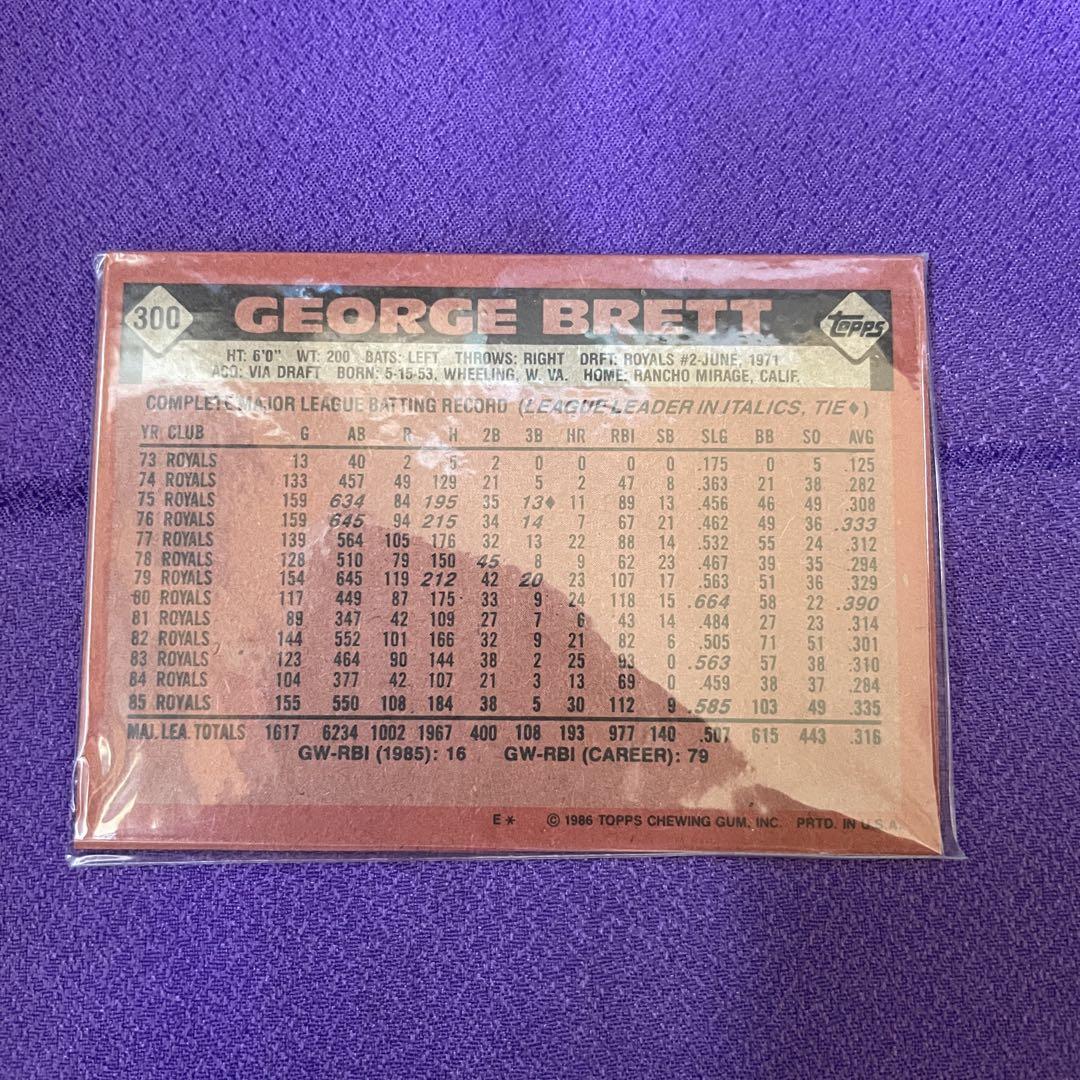 300 GEORGE BRETT Topps
HT: 6'0" WT: 200 BATS: LEFT THROWS: RIGHT DRFT: ROYALS #2-JUNE, 1971
ACQ: VIA DRAFT BORN: 5-15-53, WHEELING, W. VA. HOME: RANCHO MIRAGE, CALIF.
COMPLETE MAJOR LEAGUE BATTING RECORD (LEAGUE LEADER IN ITALICS, TIE♦)
YR CLUB G AB R H 2B 3B HR RBI SB SLG BB SO AVG
73 ROYALS 13 40 2 5 2 0 0 0 0 .175 0 5 .125
74 ROYALS 133 457 49 129 21 5 2 47 8 .363 21 38 .282
75 ROYALS 159 634 84 195 35 13♦ 11 89 13 .456 46 49 .308
76 ROYALS 159 645 94 215 34 14 7 67 21 .462 49 36 .333
77 ROYALS 139 564 105 176 32 13 22 88 14 .532 55 24 .312
78 ROYALS 128 510 79 150 45 8 9 62 23 .467 39 35 .294
79 ROYALS 154 645 119 212 42 20 23 107 17 .563 51 36 .329
80 ROYALS 117 449 87 175 33 9 24 118 15 .664 58 22 .390
81 ROYALS 89 347 42 109 27 7 6 43 14 .484 27 23 .314
82 ROYALS 144 552 101 166 32 9 21 82 6 .505 71 51 .301
83 ROYALS 123 464 90 144 38 2 25 93 0 .563 57 38 .310
84 ROYALS 104 377 42 107 21 3 13 69 0 .459 38 37 .284
85 ROYALS 155 550 108 184 38 5 30 112 9 .585 103 49 .335
MAJ. LEA. TOTALS 1617 6234 1002 1967 400 108 193 977 140 .507 615 443 .316
GW-RBI (1985): 16 GW-RBI (CAREER): 79
E* © 1986 TOPPS CHEWING GUM, INC. PRTD. IN U.S.A.